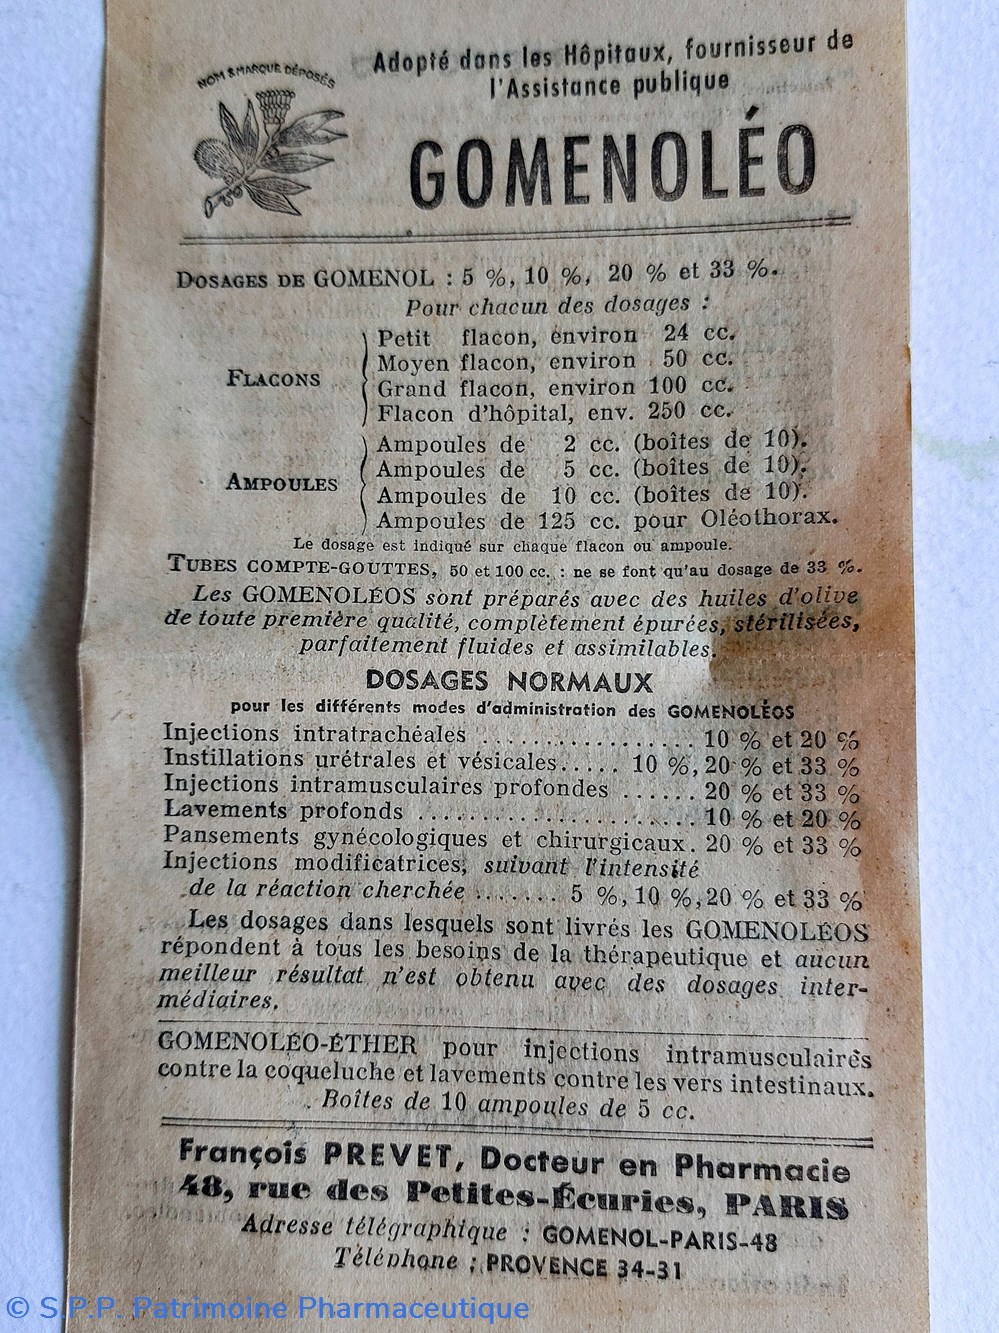 NOM & MARQUE DÉPOSÉS
Adopté dans les Hôpitaux, fournisseur de
l'Assistance publique
GOMENOLÉO
DOSAGES DE GOMENOL : 5 %, 10 %, 20 % et 33 %.
Pour chacun des dosages :
FLACONS
Petit flacon, environ 24 cc.
Moyen flacon, environ 50 cc.
Grand flacon, environ 100 cc.
Flacon d'hôpital, env. 250 cc.
AMPOULES
Ampoules de 2 cc. (boîtes de 10).
Ampoules de 5 cc. (boîtes de 10).
Ampoules de 10 cc. (boîtes de 10).
Ampoules de 125 cc. pour Oléothorax.
Le dosage est indiqué sur chaque flacon ou ampoule.
TUBES COMPTE-GOUTTES, 50 et 100 cc. : ne se font qu'au dosage de 33 %.
Les GOMENOLÉOS sont préparés avec des huiles d'olive
de toute première qualité, complètement épurées, stérilisées,
parfaitement fluides et assimilables.
DOSAGES NORMAUX
pour les différents modes d'administration des GOMENOLÉOS
Injections intratrachéales ................ 10 % et 20 %
Instillations urétrales et vésicales..... 10 %, 20 % et 33 %
Injections intramusculaires profondes ...... 20 % et 33 %
Lavements profonds ..................... 10 % et 20 %
Pansements gynécologiques et chirurgicaux. 20 % et 33 %
Injections modificatrices, suivant l'intensité
de la réaction cherchée ....... 5 %, 10 %, 20 % et 33 %
Les dosages dans lesquels sont livrés les GOMENOLÉOS
répondent à tous les besoins de la thérapeutique et aucun
meilleur résultat n'est obtenu avec des dosages inter-
médiaires.
GOMENOLÉO-ÉTHER pour injections intramusculaires
contre la coqueluche et lavements contre les vers intestinaux.
Boîtes de 10 ampoules de 5 cc.
François PREVET, Docteur en Pharmacie
48, rue des Petites-Écuries, PARIS
Adresse télégraphique : GOMENOL-PARIS-48
Téléphone : PROVENCE 34-31
© S.P.P. Patrimoine Pharmaceutique